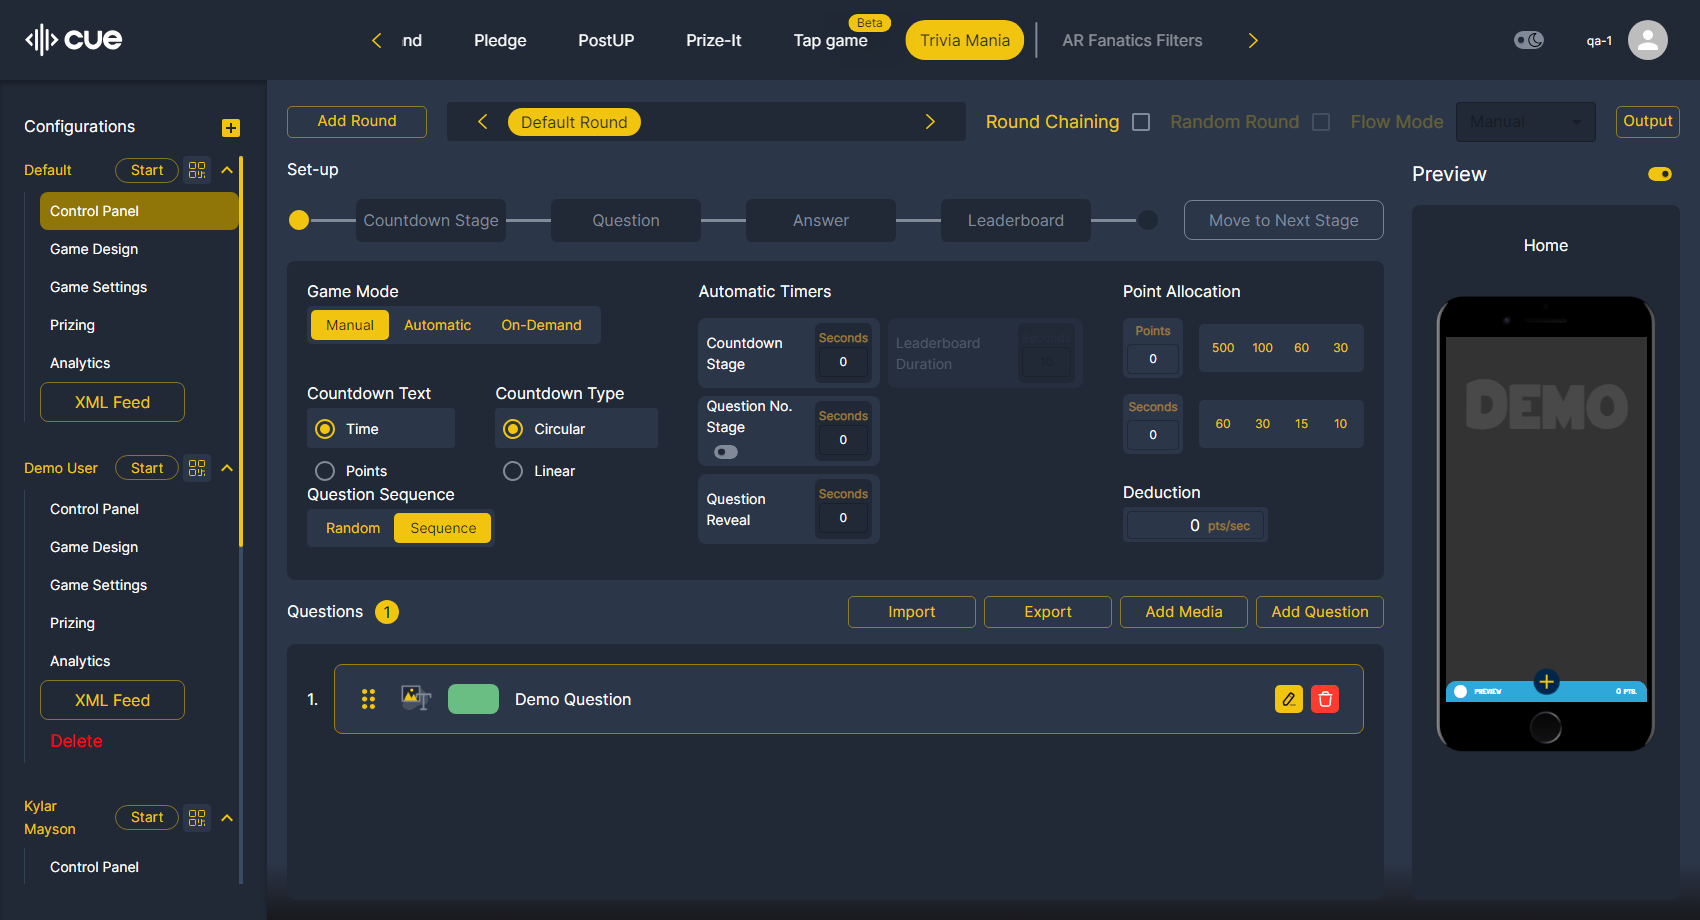 cue
nd
Pledge
PostUP
Prize-It
Tap game
Beta
Trivia Mania
AR Fanatics Filters
qa-1
Configurations
Default
Start
Control Panel
Game Design
Game Settings
Prizing
Analytics
XML Feed
Demo User
Start
Control Panel
Game Design
Game Settings
Prizing
Analytics
XML Feed
Delete
Kylar
Mayson
Start
Control Panel
Add Round
Default Round
Round Chaining
Random Round
Flow Mode
Manual
Output
Set-up
Countdown Stage
Question
Answer
Leaderboard
Move to Next Stage
Game Mode
Manual
Automatic
On-Demand
Countdown Text
Time
Points
Countdown Type
Circular
Linear
Question Sequence
Random
Sequence
Automatic Timers
Countdown
Stage
Seconds
0
Leaderboard
Duration
Seconds
10
Question No.
Stage
Seconds
0
Question
Reveal
Seconds
0
Point Allocation
Points
0
500
100
60
30
Seconds
0
60
30
15
10
Deduction
0 pts/sec
Questions 1
Import
Export
Add Media
Add Question
1.
Demo Question
Preview
Home
DEMO
PREVIEW
0 PTS.